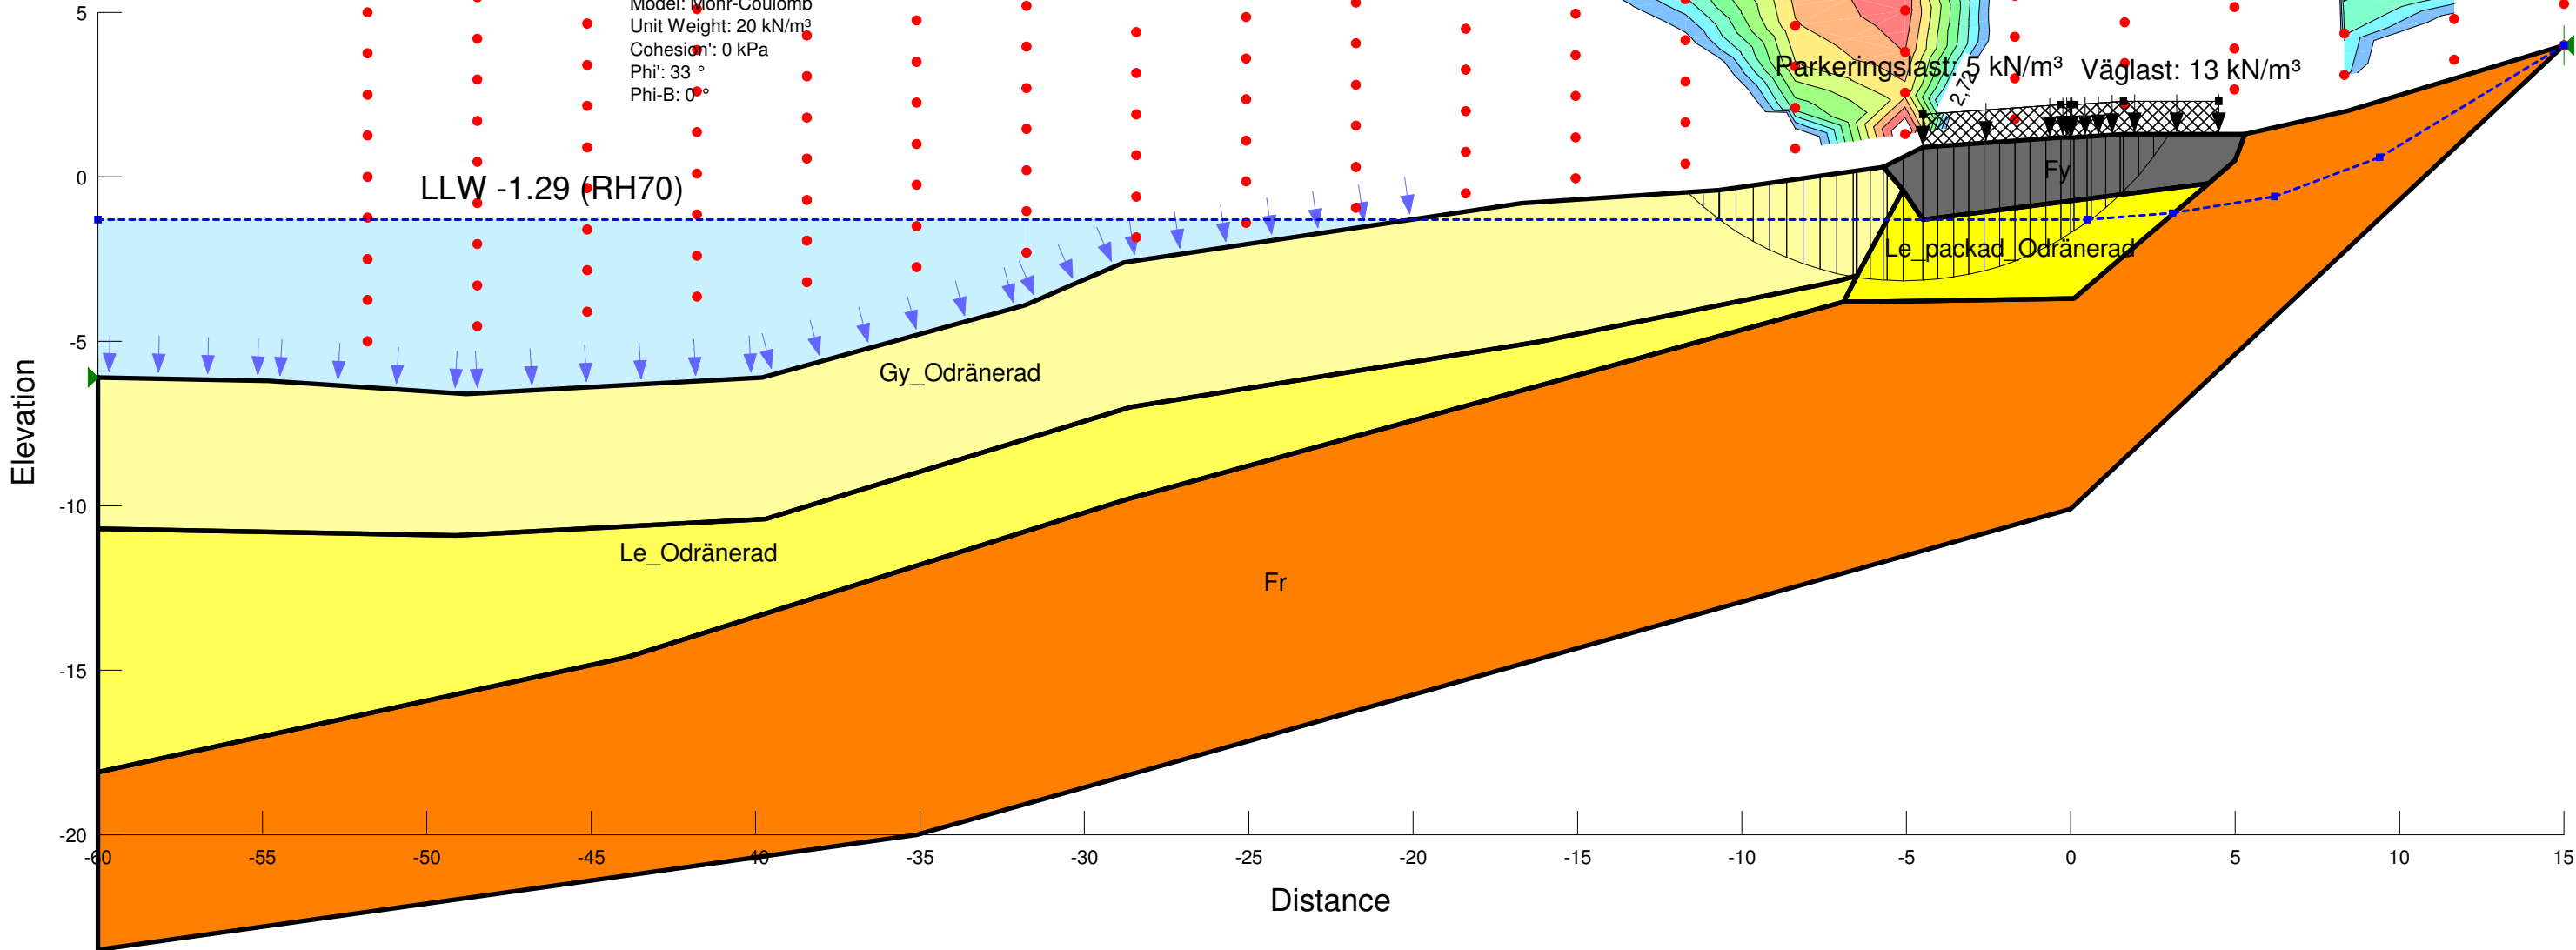 Model: Mohr-Coulomb
Unit Weight: 20 kN/m³
Cohesion': 0 kPa
Phi': 33 °
Phi-B: 0 °
Parkeringslast: 5 kN/m³
Väglast: 13 kN/m³
2,72
LLW -1.29 (RH70)
Fy
Le_packad_Odränerad
Gy_Odränerad
Le_Odränerad
Fr
Elevation
5
0
-5
-10
-15
-20
-60 -55 -50 -45 -40 -35 -30 -25 -20 -15 -10 -5 0 5 10 15
Distance